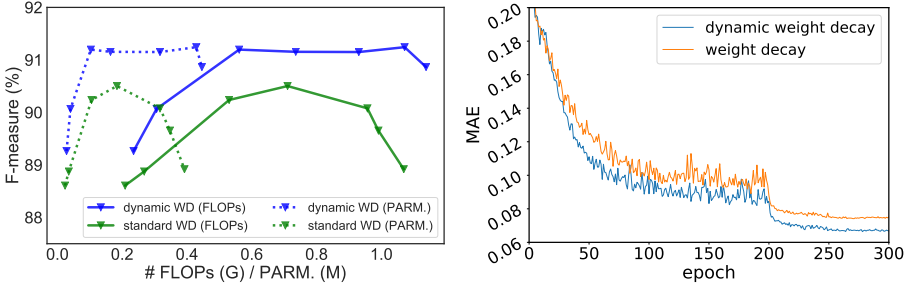 92
91
90
89
88
F-measure (%)
0.0 0.2 0.4 0.6 0.8 1.0
# FLOPs (G) / PARM. (M)
dynamic WD (FLOPs)
standard WD (FLOPs)
dynamic WD (PARM.)
standard WD (PARM.)
0.20
0.18
0.16
0.14
0.12
0.10
0.08
0.06
MAE
0 50 100 150 200 250 300
epoch
dynamic weight decay
weight decay